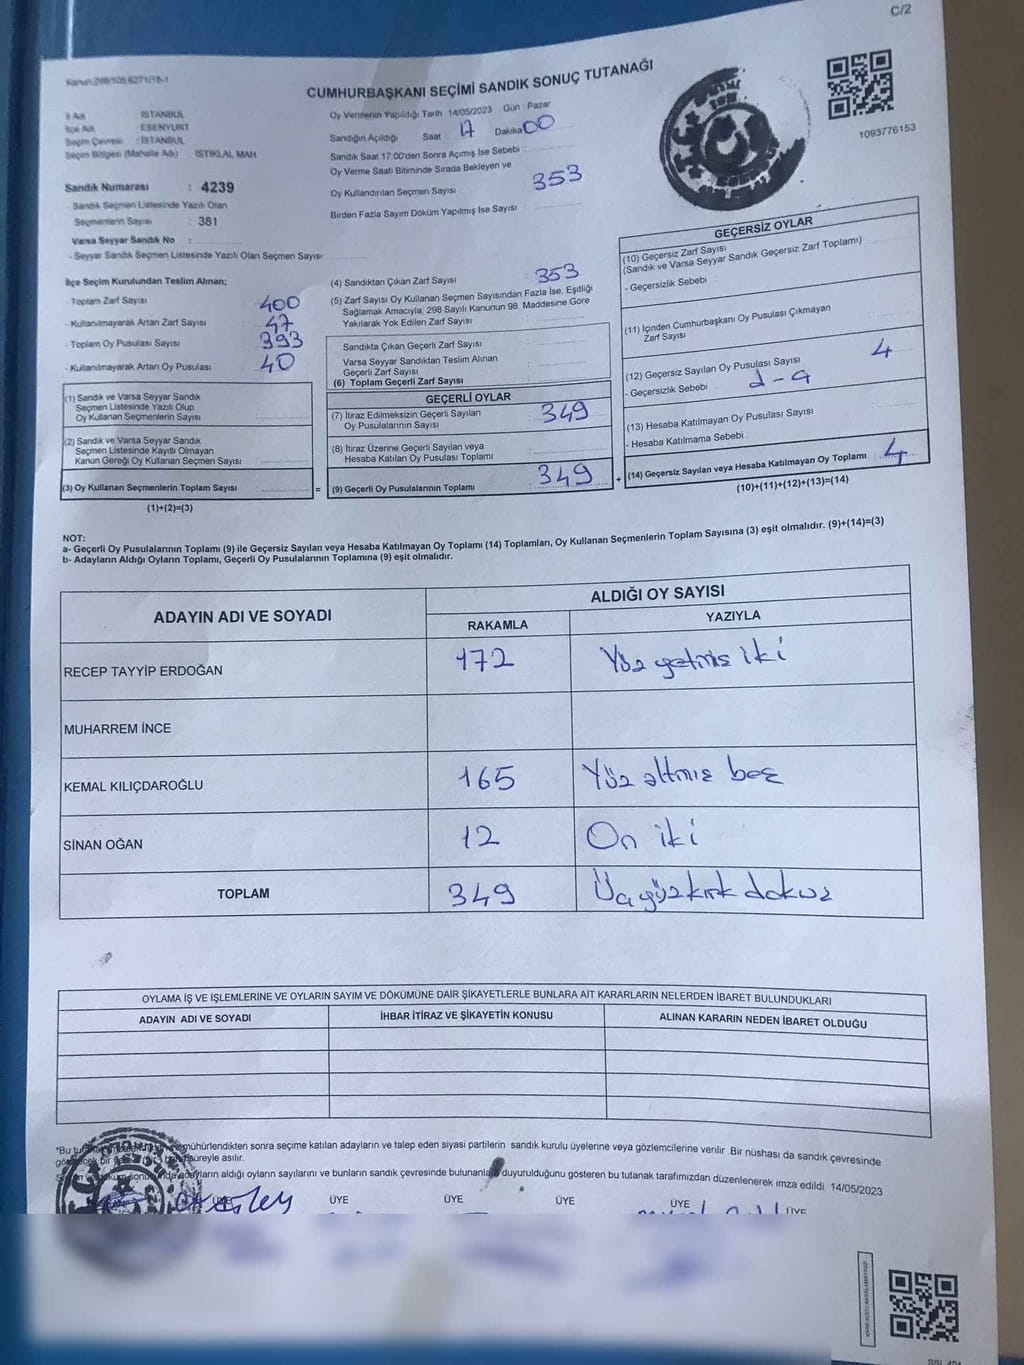 C/2
Kanun 298/105 6271/18-1
CUMHURBAŞKANI SEÇİMİ SANDIK SONUÇ TUTANAĞI
1093776153
İl Adı İSTANBUL
İlçe Adı ESENYURT
Seçim Çevresi : İSTANBUL
Seçim Bölgesi (Mahalle Adı) : İSTİKLAL MAH
Sandık Numarası : 4239
- Sandık Seçmen Listesinde Yazılı Olan
Seçmenlerin Sayısı : 381
Varsa Seyyar Sandık No :
- Seyyar Sandık Seçmen Listesinde Yazılı Olan Seçmen Sayısı :
Oy Vermenin Yapıldığı Tarih 14/05/2023 Gün : Pazar
Sandığın Açıldığı Saat : 17 Dakika 00
Sandık Saat 17 00'den Sonra Açılmış İse Sebebi :
Oy Verme Saati Bitiminde Sırada Bekleyen ve
Oy Kullandırılan Seçmen Sayısı 353
Birden Fazla Sayım Döküm Yapılmış İse Sayısı :
İlçe Seçim Kurulundan Teslim Alınan;
- Toplam Zarf Sayısı 400
- Kullanılmayarak Artan Zarf Sayısı 47
- Toplam Oy Pusulası Sayısı 393
- Kullanılmayarak Artan Oy Pusulası 40
(1) Sandık ve Varsa Seyyar Sandık
Seçmen Listesinde Yazılı Olup
Oy Kullanan Seçmenlerin Sayısı
(2) Sandık ve Varsa Seyyar Sandık
Seçmen Listesinde Kayıtlı Olmayan
Kanun Gereği Oy Kullanan Seçmen Sayısı
(3) Oy Kullanan Seçmenlerin Toplam Sayısı =
(1)+(2)=(3)
(4) Sandıktan Çıkan Zarf Sayısı 353
(5) Zarf Sayısı Oy Kullanan Seçmen Sayısından Fazla İse, Eşitliği
Sağlamak Amacıyla, 298 Sayılı Kanunun 98. Maddesine Göre
Yakılarak Yok Edilen Zarf Sayısı
Sandıkta Çıkan Geçerli Zarf Sayısı
Varsa Seyyar Sandıktan Teslim Alınan
Geçerli Zarf Sayısı
(6) Toplam Geçerli Zarf Sayısı
GEÇERLİ OYLAR
(7) İtiraz Edilmeksizin Geçerli Sayılan
Oy Pusulalarının Sayısı 349
(8) İtiraz Üzerine Geçerli Sayılan veya
Hesaba Katılan Oy Pusulası Toplamı
(9) Geçerli Oy Pusulalarının Toplamı 349 +
GEÇERSİZ OYLAR
(10) Geçersiz Zarf Sayısı
(Sandık ve Varsa Seyyar Sandık Geçersiz Zarf Toplamı)
- Geçersizlik Sebebi :
(11) İçinden Cumhurbaşkanı Oy Pusulası Çıkmayan
Zarf Sayısı
(12) Geçersiz Sayılan Oy Pusulası Sayısı 4
- Geçersizlik Sebebi :
(13) Hesaba Katılmayan Oy Pusulası Sayısı
- Hesaba Katılmama Sebebi :
(14) Geçersiz Sayılan veya Hesaba Katılmayan Oy Toplamı : 4
(10)+(11)+(12)+(13)=(14)
NOT:
a- Geçerli Oy Pusulalarının Toplamı (9) ile Geçersiz Sayılan veya Hesaba Katılmayan Oy Toplamı (14) Toplamları, Oy Kullanan Seçmenlerin Toplam Sayısına (3) eşit olmalıdır. (9)+(14)=(3)
b- Adayların Aldığı Oyların Toplamı, Geçerli Oy Pusulalarının Toplamına (9) eşit olmalıdır.
ADAYIN ADI VE SOYADI
ALDIĞI OY SAYISI
RAKAMLA YAZIYLA
RECEP TAYYİP ERDOĞAN 172 Yüz yetmiş iki
MUHARREM İNCE
KEMAL KILIÇDAROĞLU 165 Yüz altmış beş
SİNAN OĞAN 12 On iki
TOPLAM 349 Üç yüz kırk dokuz
OYLAMA İŞ VE İŞLEMLERİNE VE OYLARIN SAYIM VE DÖKÜMÜNE DAİR ŞİKAYETLERLE BUNLARA AİT KARARLARIN NELERDEN İBARET BULUNDUKLARI
ADAYIN ADI VE SOYADI İHBAR İTİRAZ VE ŞİKAYETİN KONUSU ALINAN KARARIN NEDEN İBARET OLDUĞU
mühürlendikten sonra seçime katılan adayların ve talep eden siyasi partilerin sandık kurulu üyelerine veya gözlemcilerine verilir Bir nüshası da sandık çevresinde
süreyle asılır.
adayların aldığı oyların sayılarını ve bunların sandık çevresinde bulunanlara duyurulduğunu gösteren bu tutanak tarafımızdan düzenlenerek imza edildi 14/05/2023
ÜYE ÜYE ÜYE ÜYE ÜYE ÜYE